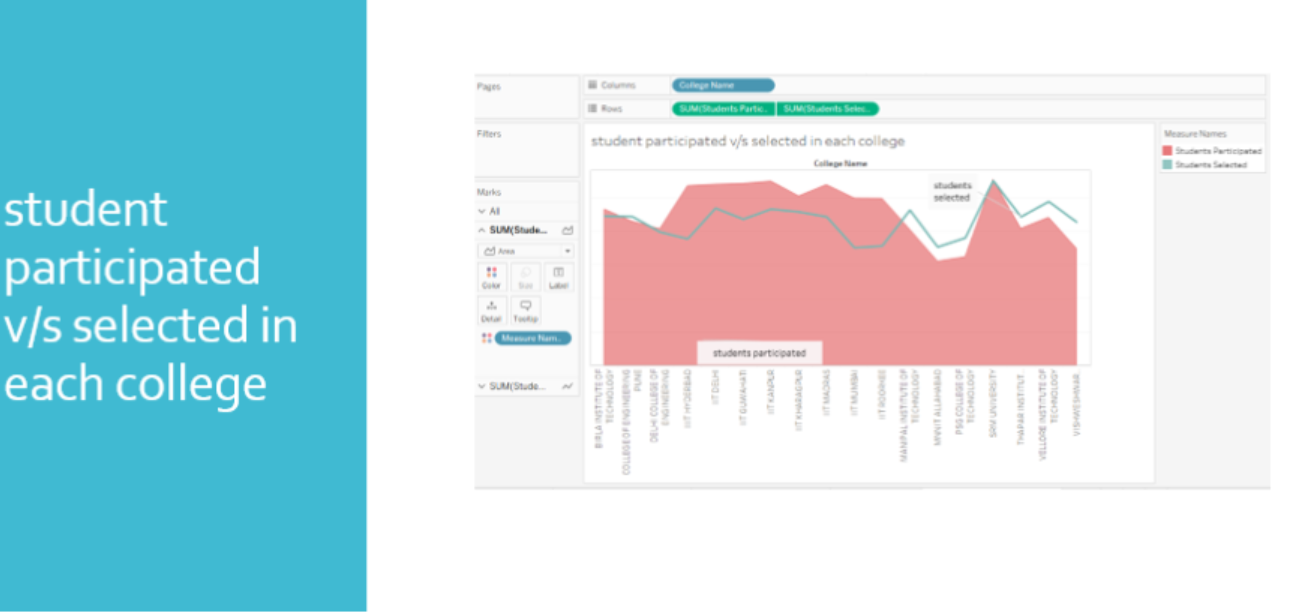 student
participated
v/s selected in
each college
Pages
Columns
College Name
Rows
SUM(Students Partic..
SUM(Students Selec..
Filters
student participated v/s selected in each college
College Name
Measure Names
Students Participated
Students Selected
Marks
All
SUM(Stude...
Area
Color
Size
Label
Detail
Tooltip
Measure Nam..
SUM(Stude...
students
selected
students participated
BIRLA INSTITUTE OF
TECHNOLOGY
COLLEGE OF ENGINEERING
PUNE
DELHI COLLEGE OF
ENGINEERING
IIT HYDERBAD
IIT DELHI
IIT GUWAHATI
IIT KANPUR
IIT KHARAGPUR
IIT MADRAS
IIT MUMBAI
IIT ROORKEE
MANIPAL INSTITUTE OF
TECHNOLOGY
MNNIT ALLAHABAD
PSG COLLEGE OF
TECHNOLOGY
SRM UNIVERSITY
THAPAR INSTITUT..
VELLORE INSTITUTE OF
TECHNOLOGY
VISHWESHWAR..